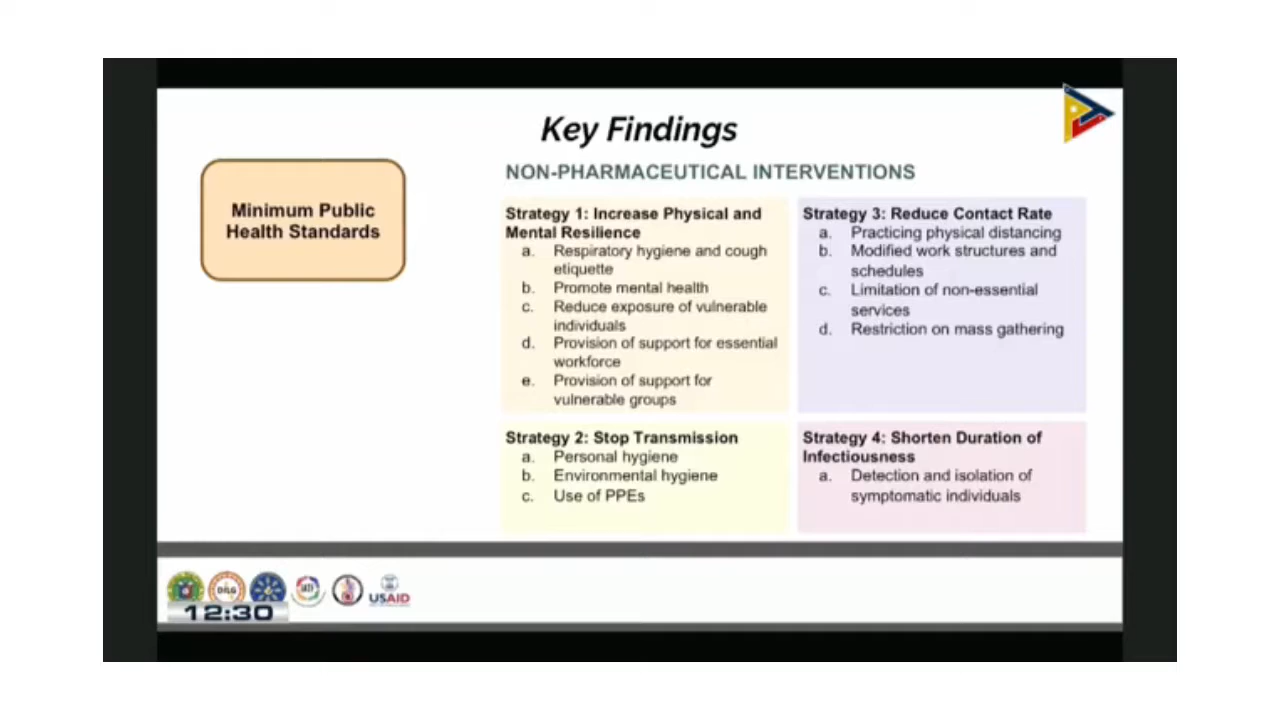 Key Findings
Minimum Public
Health Standards
NON-PHARMACEUTICAL INTERVENTIONS
Strategy 1: Increase Physical and
Mental Resilience
a. Respiratory hygiene and cough
etiquette
b. Promote mental health
c. Reduce exposure of vulnerable
individuals
d. Provision of support for essential
workforce
e. Provision of support for
vulnerable groups
Strategy 2: Stop Transmission
a. Personal hygiene
b. Environmental hygiene
c. Use of PPEs
Strategy 3: Reduce Contact Rate
a. Practicing physical distancing
b. Modified work structures and
schedules
c. Limitation of non-essential
services
d. Restriction on mass gathering
Strategy 4: Shorten Duration of
Infectiousness
a. Detection and isolation of
symptomatic individuals
DILG
USAID
12:30